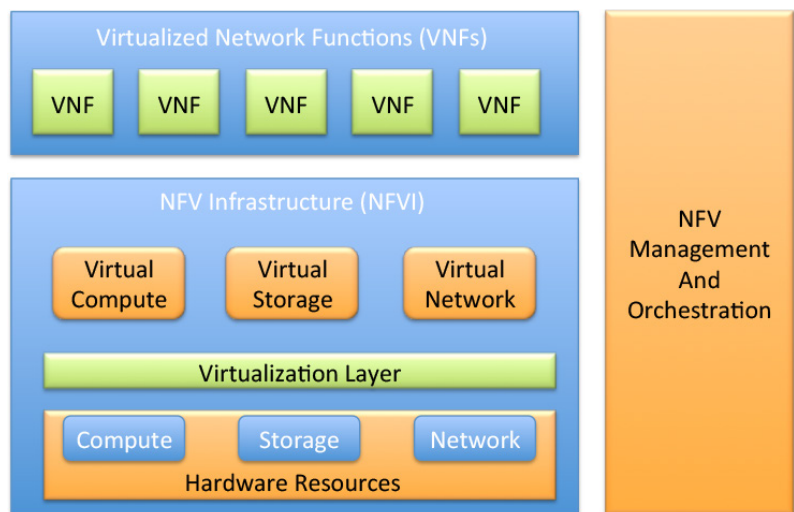 Virtualized Network Functions (VNFs)
VNF VNF VNF VNF VNF
NFV Infrastructure (NFVI)
Virtual Compute
Virtual Storage
Virtual Network
Virtualization Layer
Compute Storage Network
Hardware Resources
NFV
Management
And
Orchestration